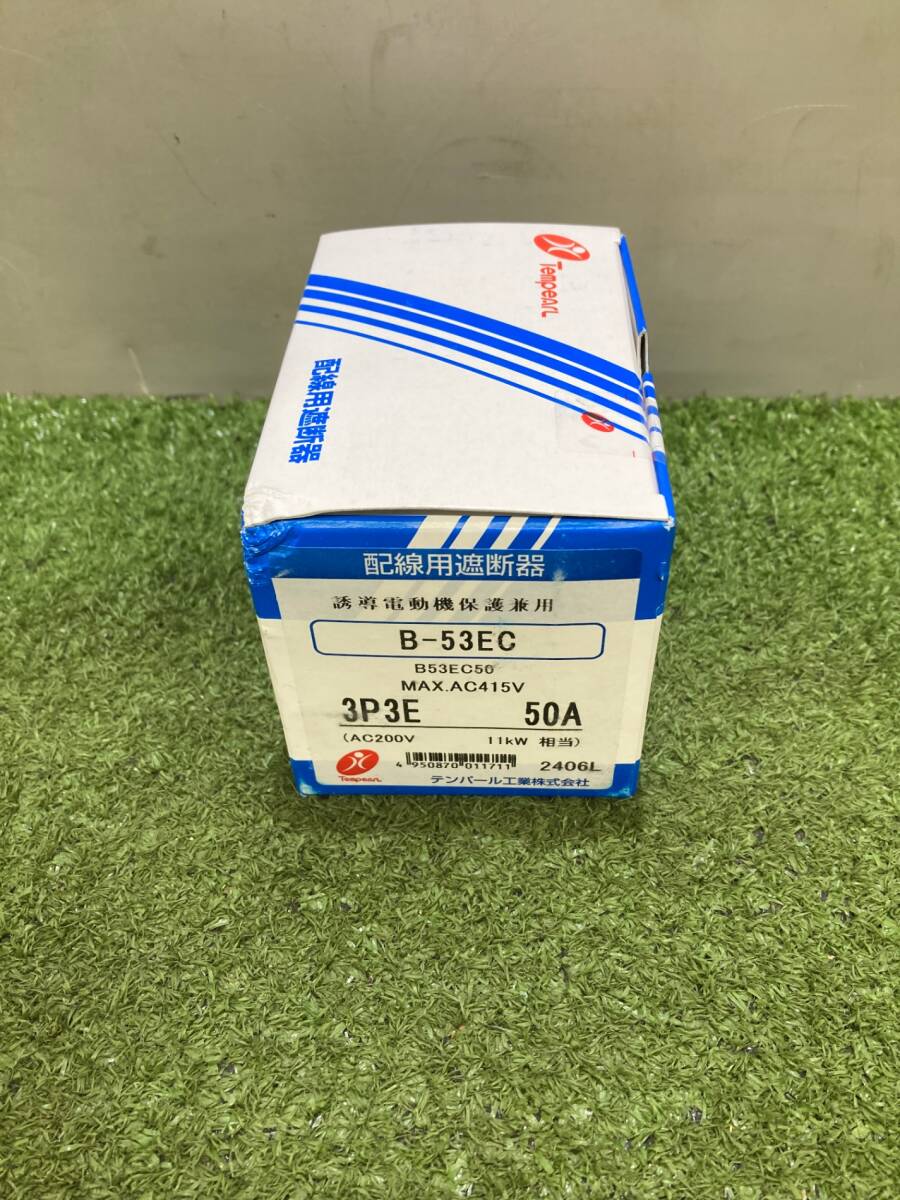 TempeaRL
配線用遮断器
配線用遮断器
誘導電動機保護兼用
B-53EC
B53EC50
MAX.AC415V
3P3E 50A
(AC200V 11kW 相当)
4 950870 011711 2406L
TempeaRL テンパール工業株式会社